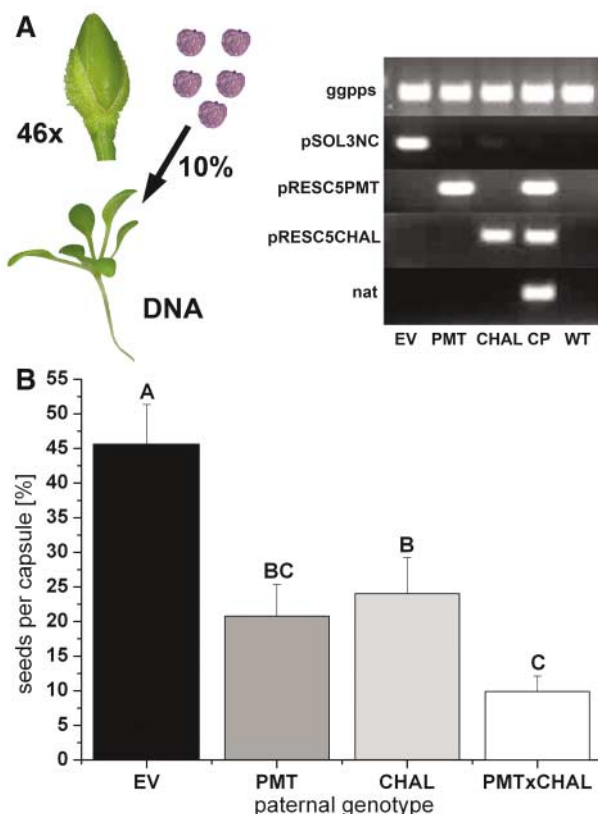 A
46x
10%
DNA
ggpps
pSOL3NC
pRESC5PMT
pRESC5CHAL
nat
EV PMT CHAL CP WT
B
seeds per capsule [%]
55
50
45
40
35
30
25
20
15
10
5
0
A
BC
B
C
EV PMT CHAL PMTxCHAL
paternal genotype